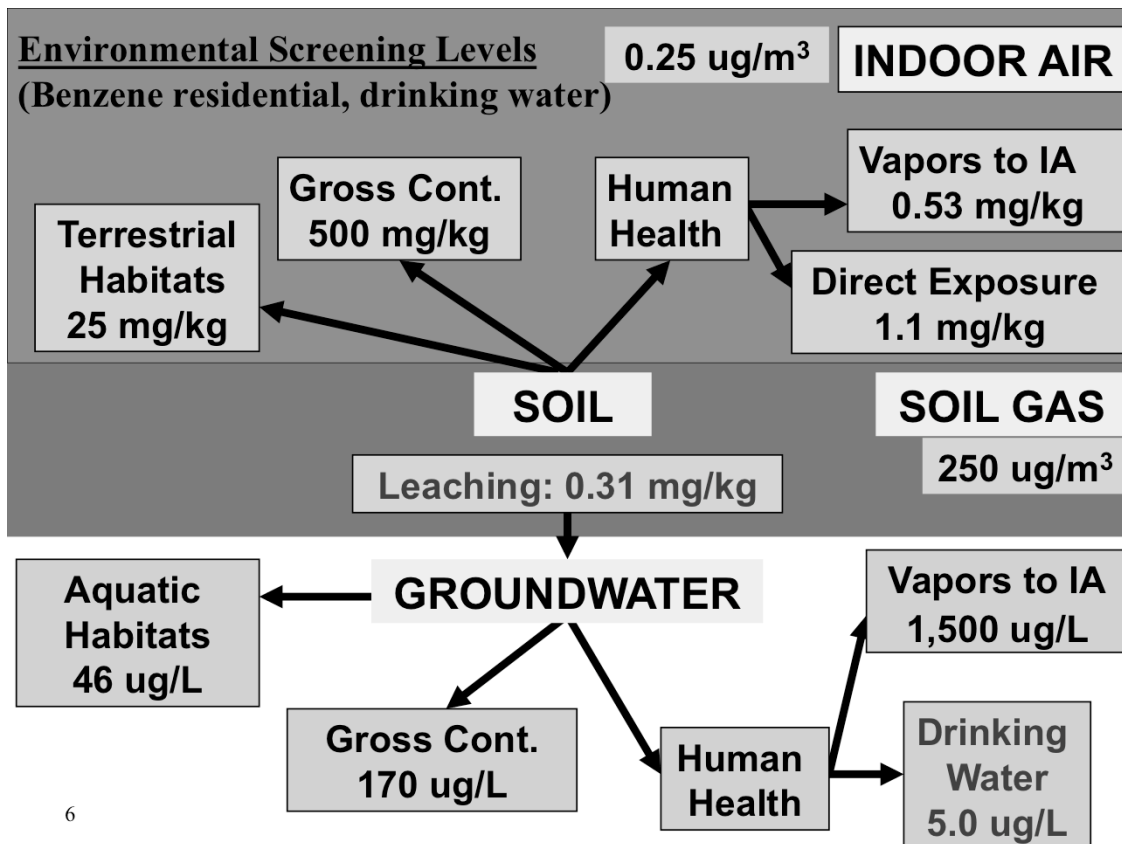 Environmental Screening Levels
(Benzene residential, drinking water)
0.25 ug/m³
INDOOR AIR
Terrestrial
Habitats
25 mg/kg
Gross Cont.
500 mg/kg
Human
Health
Vapors to IA
0.53 mg/kg
Direct Exposure
1.1 mg/kg
SOIL
SOIL GAS
250 ug/m³
Leaching: 0.31 mg/kg
GROUNDWATER
Aquatic
Habitats
46 ug/L
Gross Cont.
170 ug/L
Human
Health
Vapors to IA
1,500 ug/L
Drinking
Water
5.0 ug/L
6